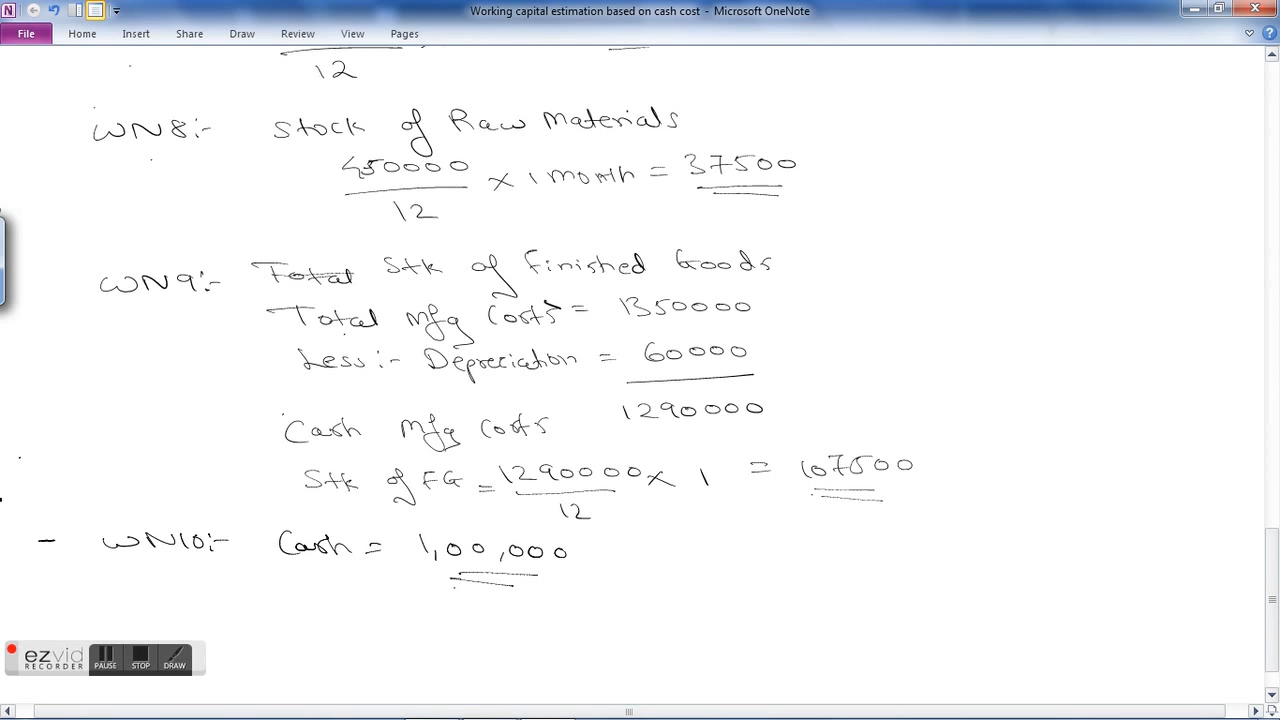 Working capital estimation based on cash cost - Microsoft OneNote
File Home Insert Share Draw Review View Pages
12
WN8:- Stock of Raw Materials
450000 × 1 month = 37500
12
WN9:- Total Stk of Finished Goods
Total Mfg Costs = 1350000
Less:- Depreciation = 60000
1290000
Cash Mfg Costs
Stk of FG = 1290000 × 1 = 107500
12
- WN10:- Cash = 1,00,000
ezvid
RECORDER
PAUSE STOP DRAW